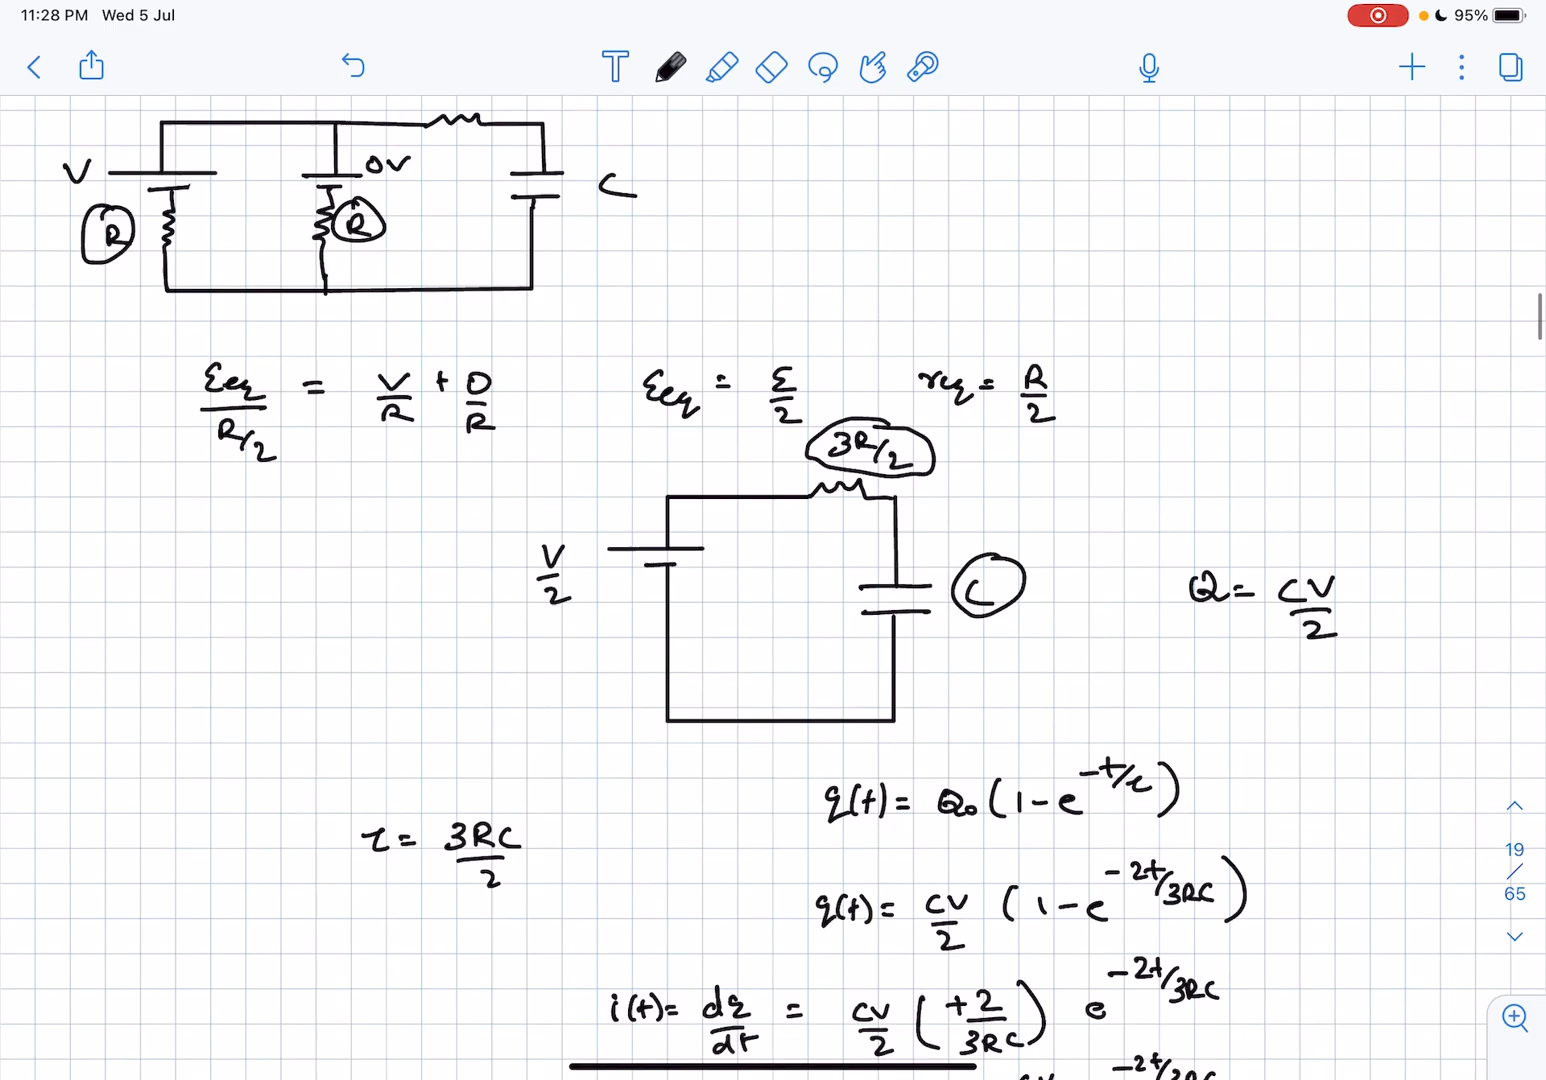 11:28 PM Wed 5 Jul 95%
V 0V C
R R
Eeq/(R/2) = V/R + 0/R Eeq = Ɛ/2 req = R/2
3R/2
V/2 C Q = CV/2
q(t) = Q₀ (1 - e^(-t/τ))
τ = 3RC/2
q(t) = CV/2 (1 - e^(-2t/3RC))
i(t) = dq/dt = CV/2 (+2/3RC) e^(-2t/3RC)
19
/
65